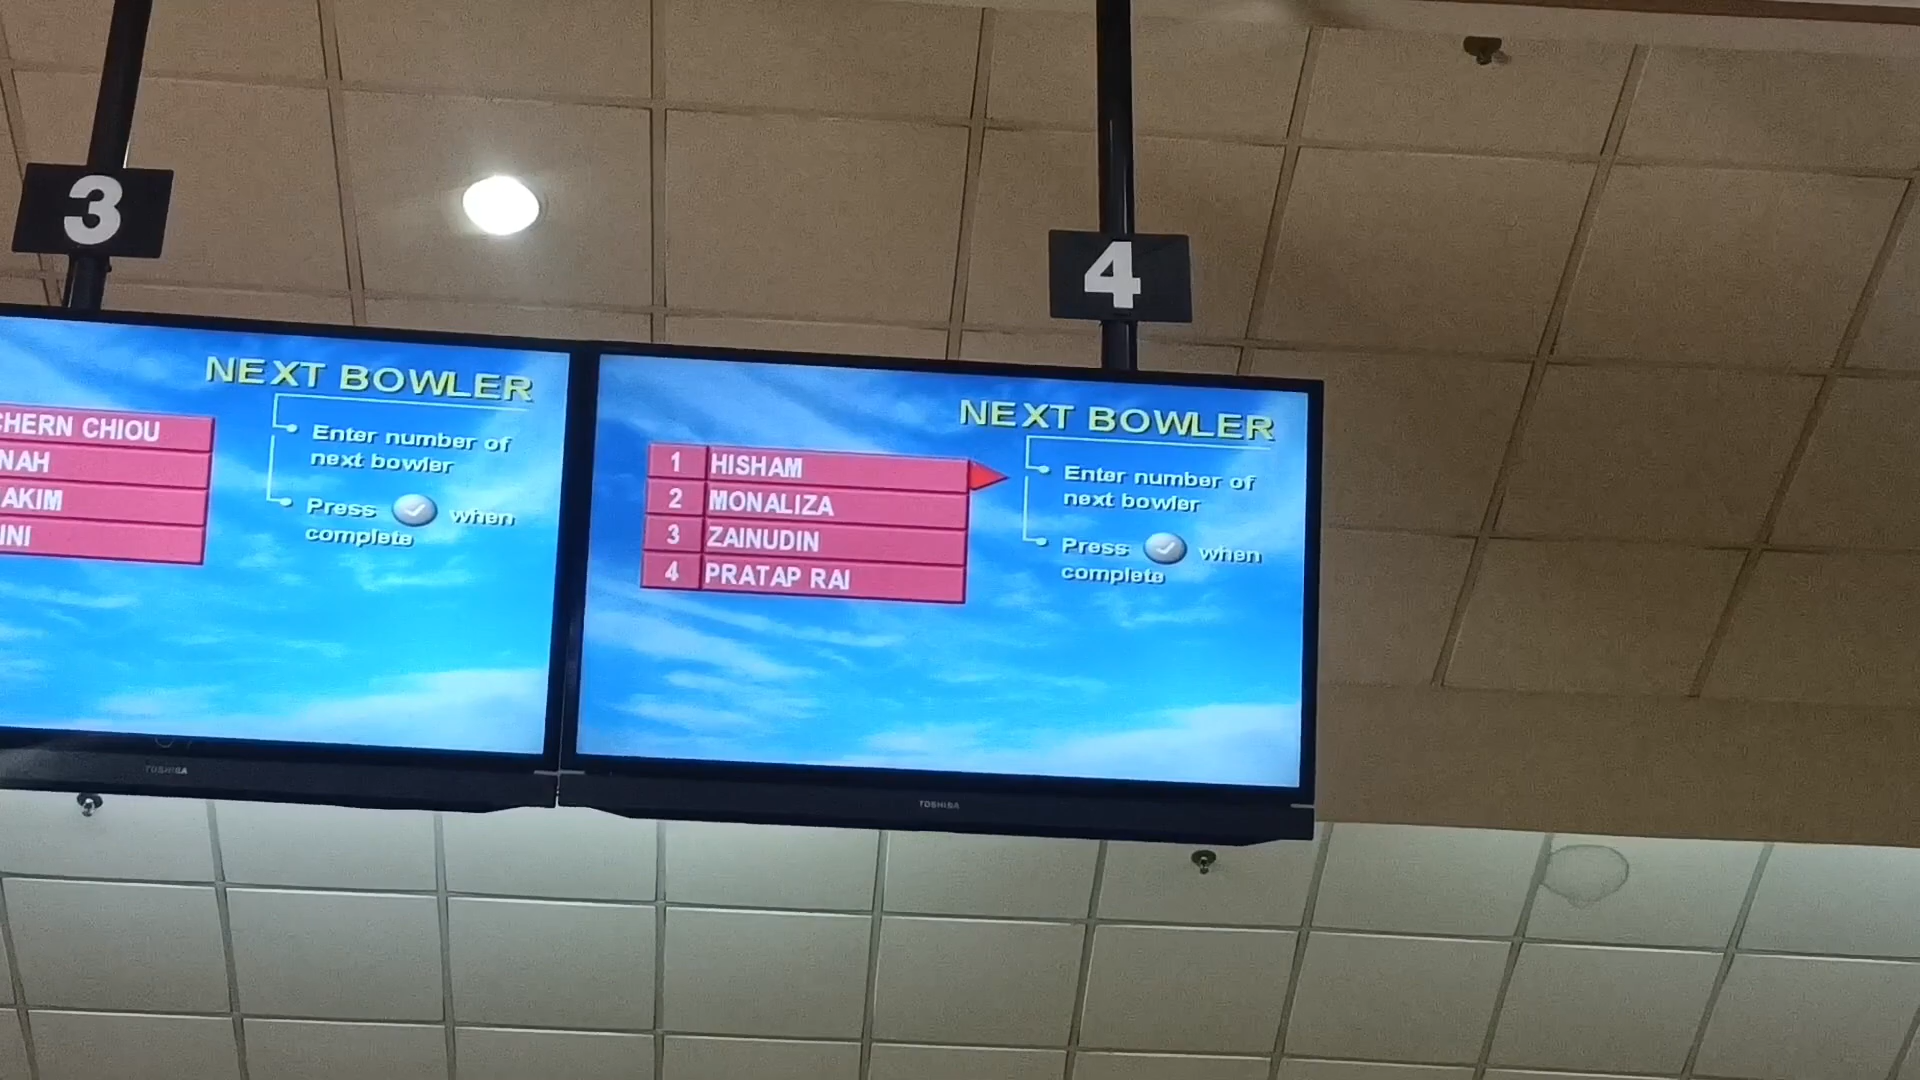 3
4
NEXT BOWLER
CHERN CHIOU
NAH
AKIM
INI
Enter number of
next bowler
Press when
complete
TOSHIBA
NEXT BOWLER
1 HISHAM
2 MONALIZA
3 ZAINUDIN
4 PRATAP RAI
Enter number of
next bowler
Press when
complete
TOSHIBA